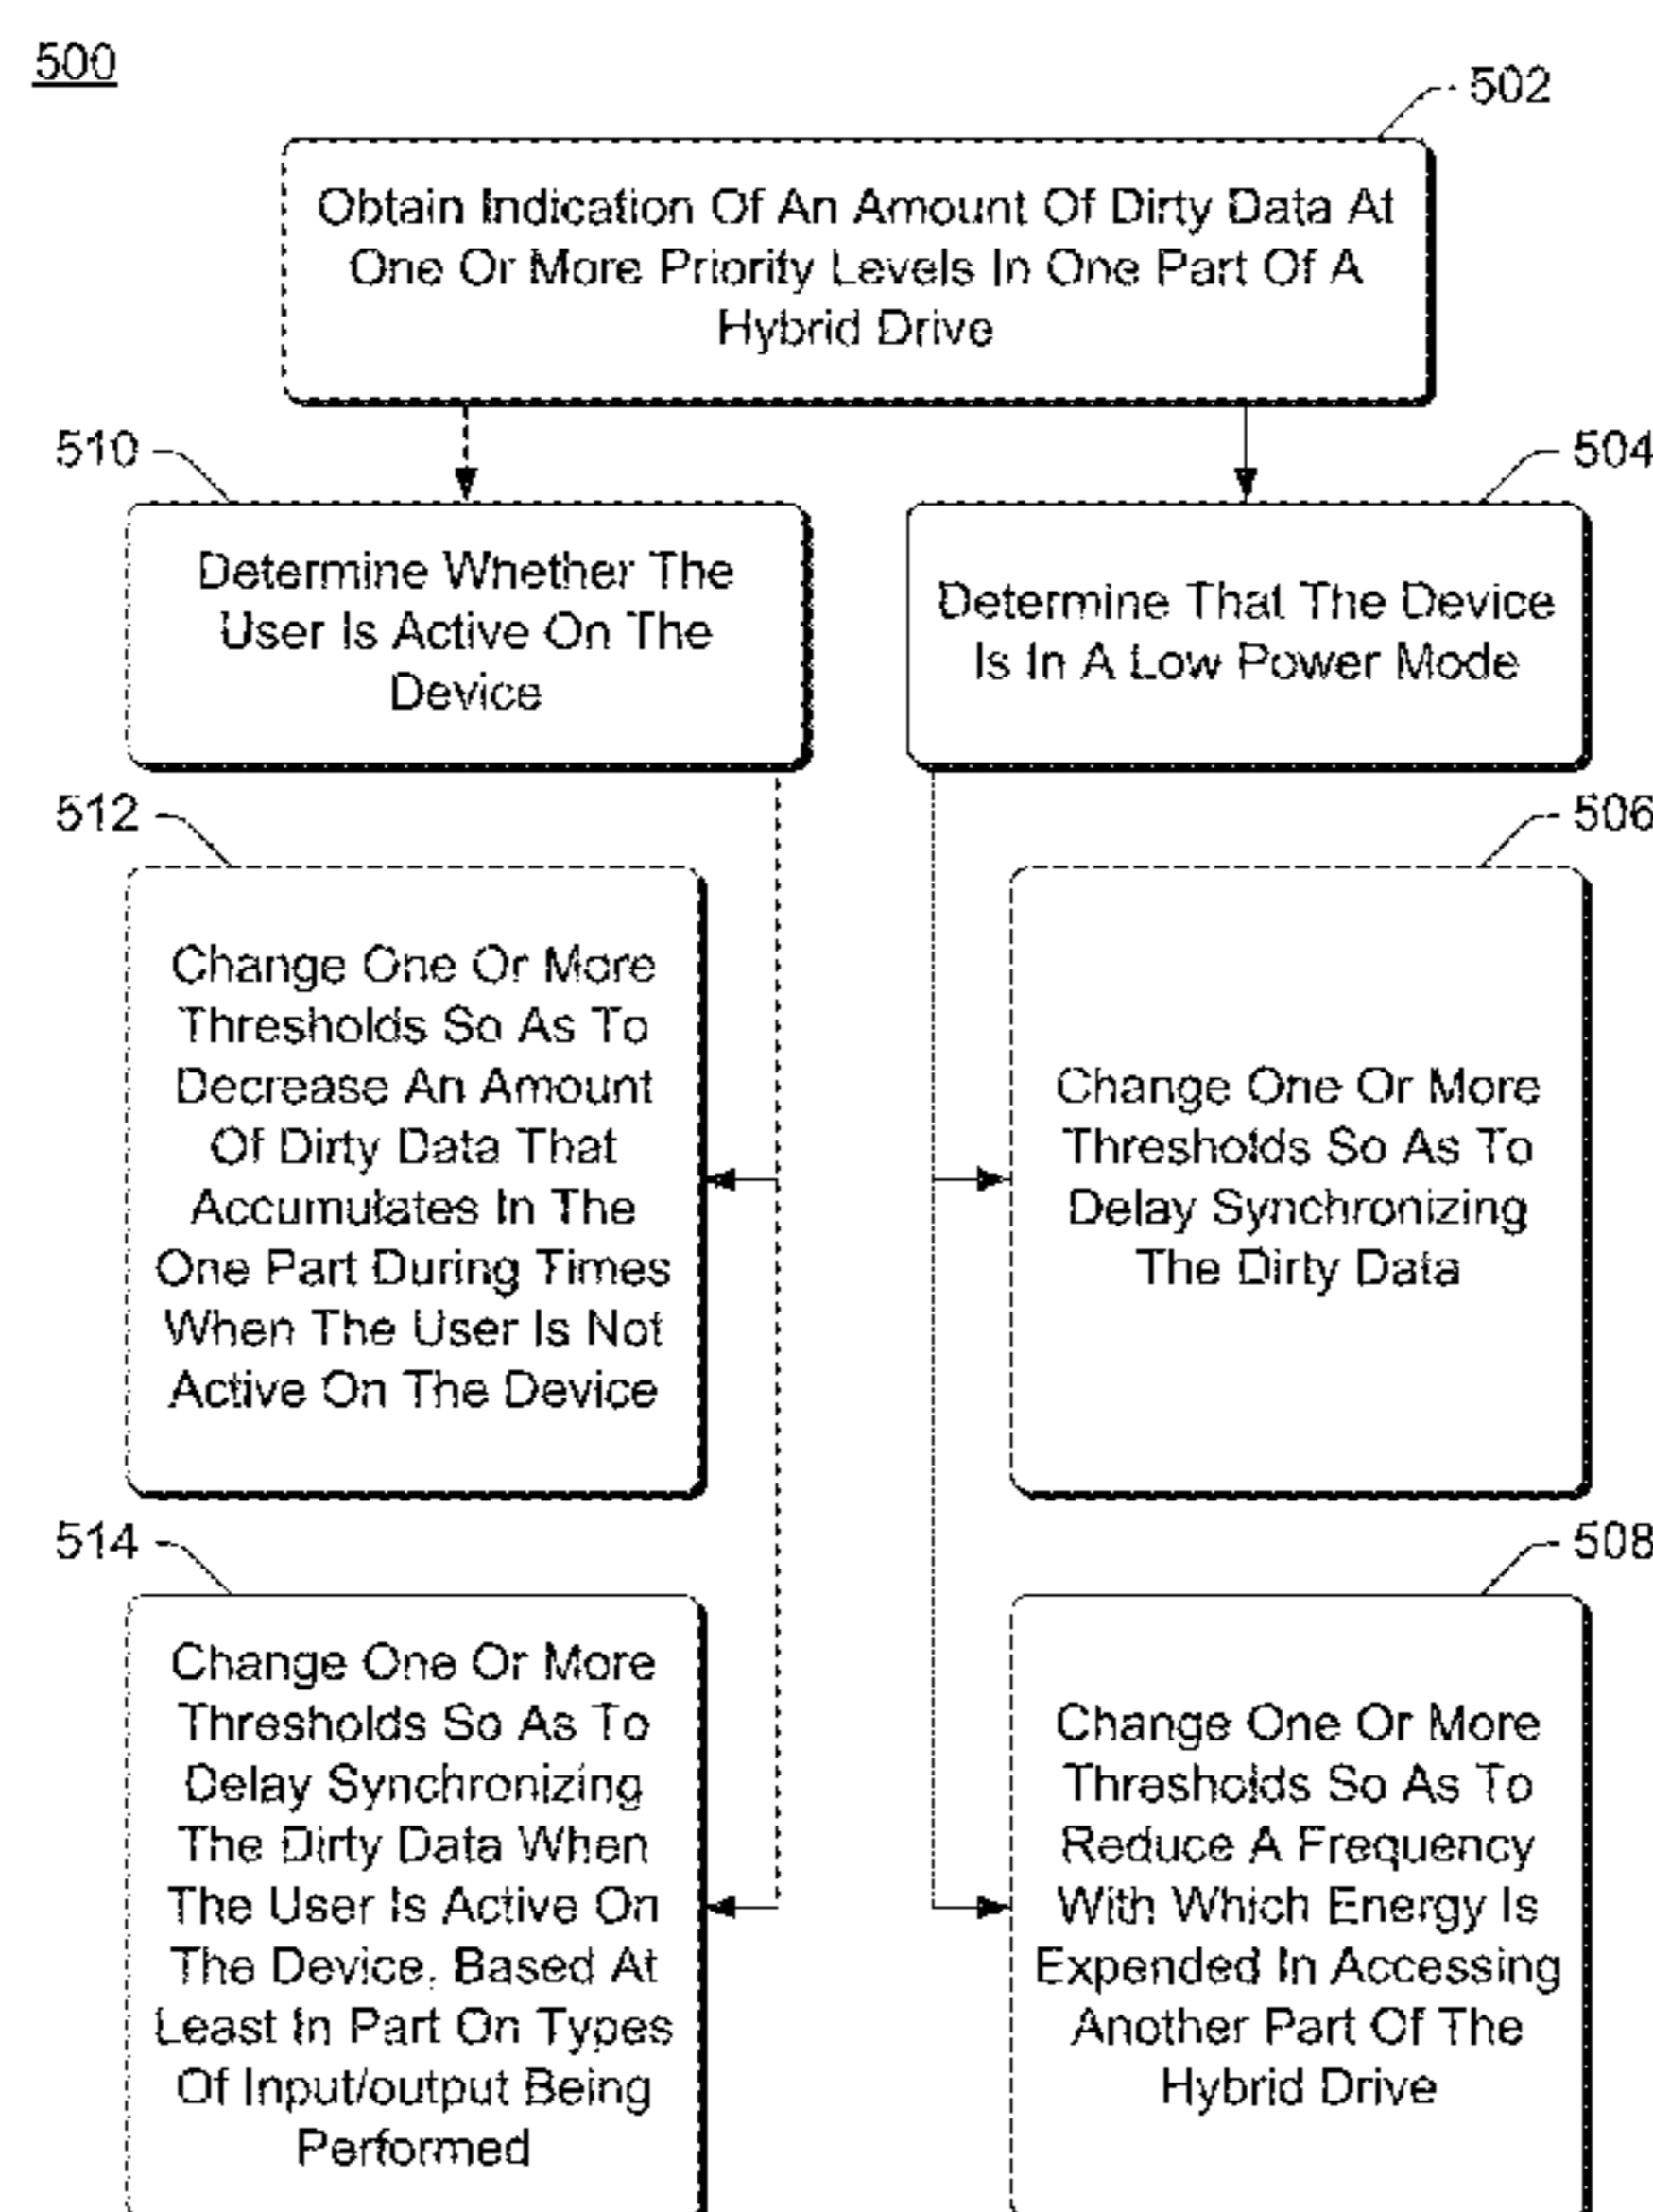 500
502
Obtain Indication Of An Amount Of Dirty Data At
One Or More Priority Levels In One Part Of A
Hybrid Drive
510
Determine Whether The
User Is Active On The
Device
504
Determine That The Device
Is In A Low Power Mode
512
Change One Or More
Thresholds So As To
Decrease An Amount
Of Dirty Data That
Accumulates In The
One Part During Times
When The User Is Not
Active On The Device
506
Change One Or More
Thresholds So As To
Delay Synchronizing
The Dirty Data
514
Change One Or More
Thresholds So As To
Delay Synchronizing
The Dirty Data When
The User Is Active On
The Device, Based At
Least In Part On Types
Of Input/output Being
Performed
508
Change One Or More
Thresholds So As To
Reduce A Frequency
With Which Energy Is
Expended In Accessing
Another Part Of The
Hybrid Drive